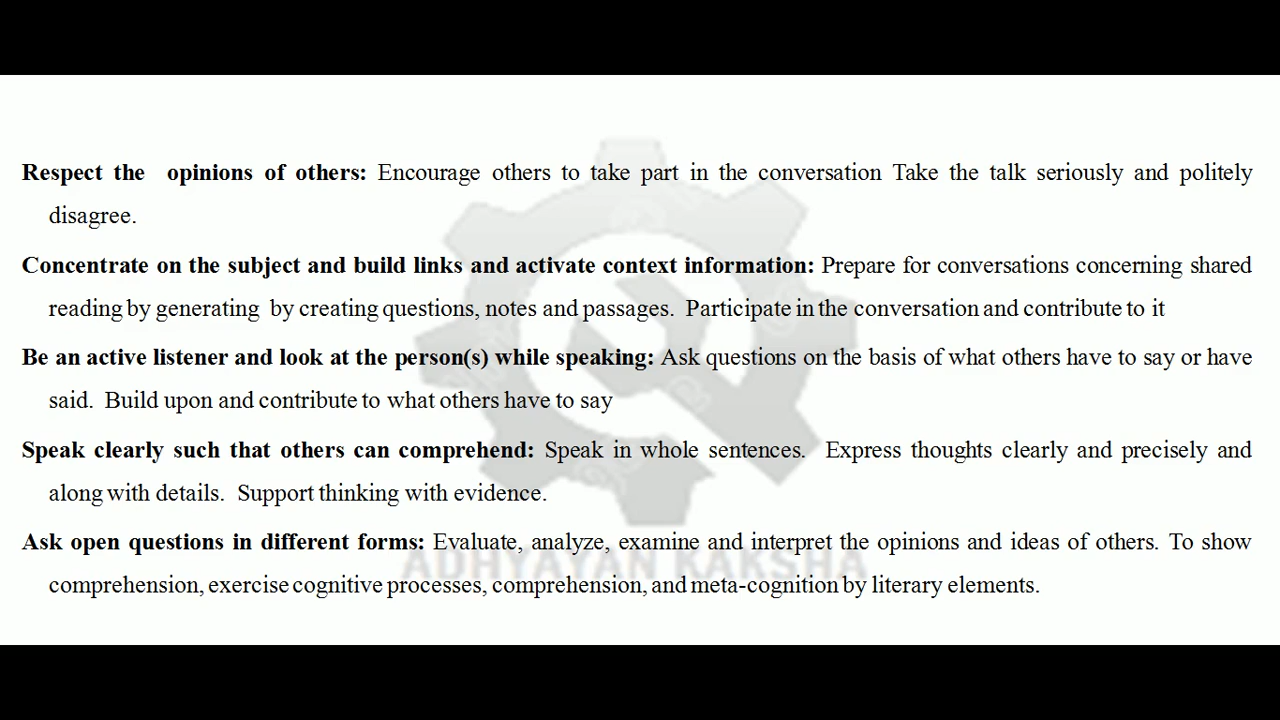 Respect the opinions of others: Encourage others to take part in the conversation Take the talk seriously and politely
disagree.
Concentrate on the subject and build links and activate context information: Prepare for conversations concerning shared
reading by generating by creating questions, notes and passages. Participate in the conversation and contribute to it
Be an active listener and look at the person(s) while speaking: Ask questions on the basis of what others have to say or have
said. Build upon and contribute to what others have to say
Speak clearly such that others can comprehend: Speak in whole sentences. Express thoughts clearly and precisely and
along with details. Support thinking with evidence.
Ask open questions in different forms: Evaluate, analyze, examine and interpret the opinions and ideas of others. To show
ADHYAYAN KAKSHA
comprehension, exercise cognitive processes, comprehension, and meta-cognition by literary elements.